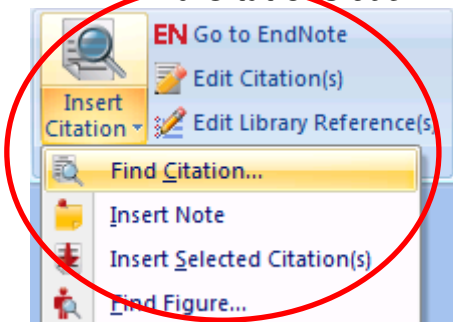 EN Go to EndNote
Edit Citation(s)
Insert
Citation
Edit Library Reference(s
Find Citation...
Insert Note
Insert Selected Citation(s)
Find Figure...